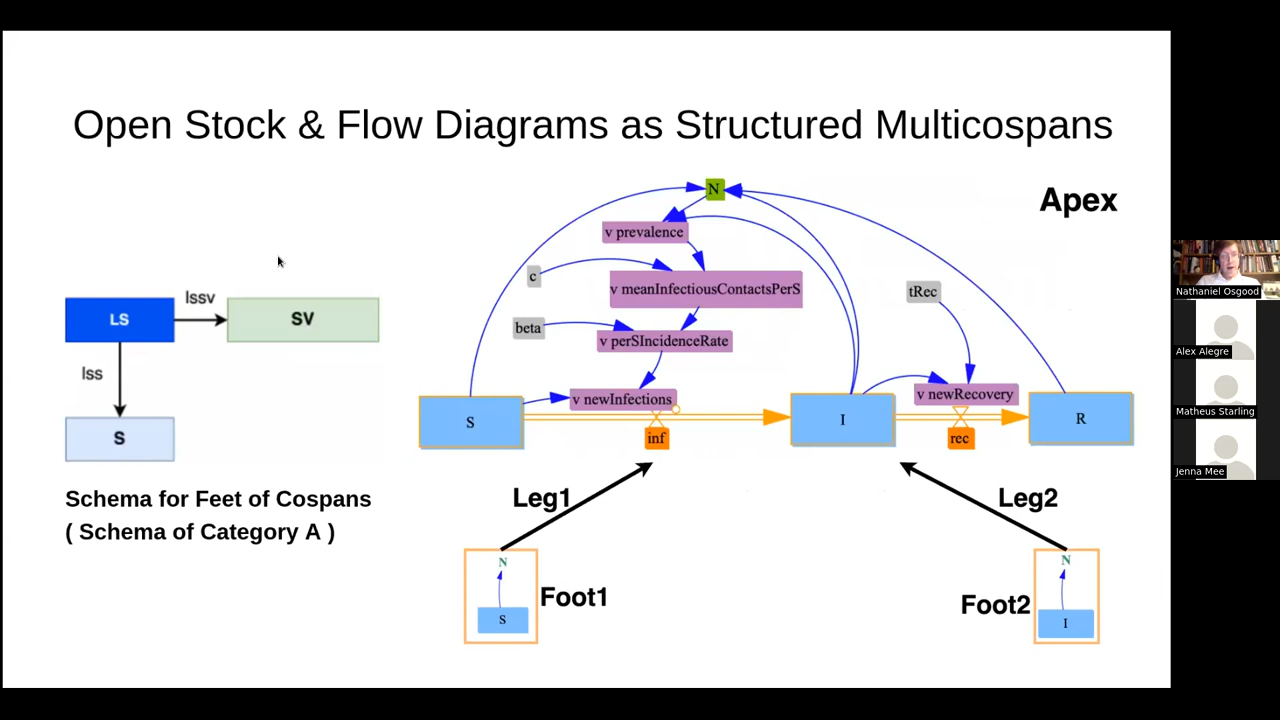 Open Stock & Flow Diagrams as Structured Multicospans
Apex
N
v prevalence
c
v meanInfectiousContactsPerS
tRec
beta
v perSIncidenceRate
v newInfections
v newRecovery
S
I
R
inf
rec
LS
lssv
SV
lss
S
Schema for Feet of Cospans
( Schema of Category A )
Leg1
Leg2
N
S
Foot1
Foot2
N
I
Nathaniel Osgood
Alex Alegre
Matheus Starling
Jenna Mee